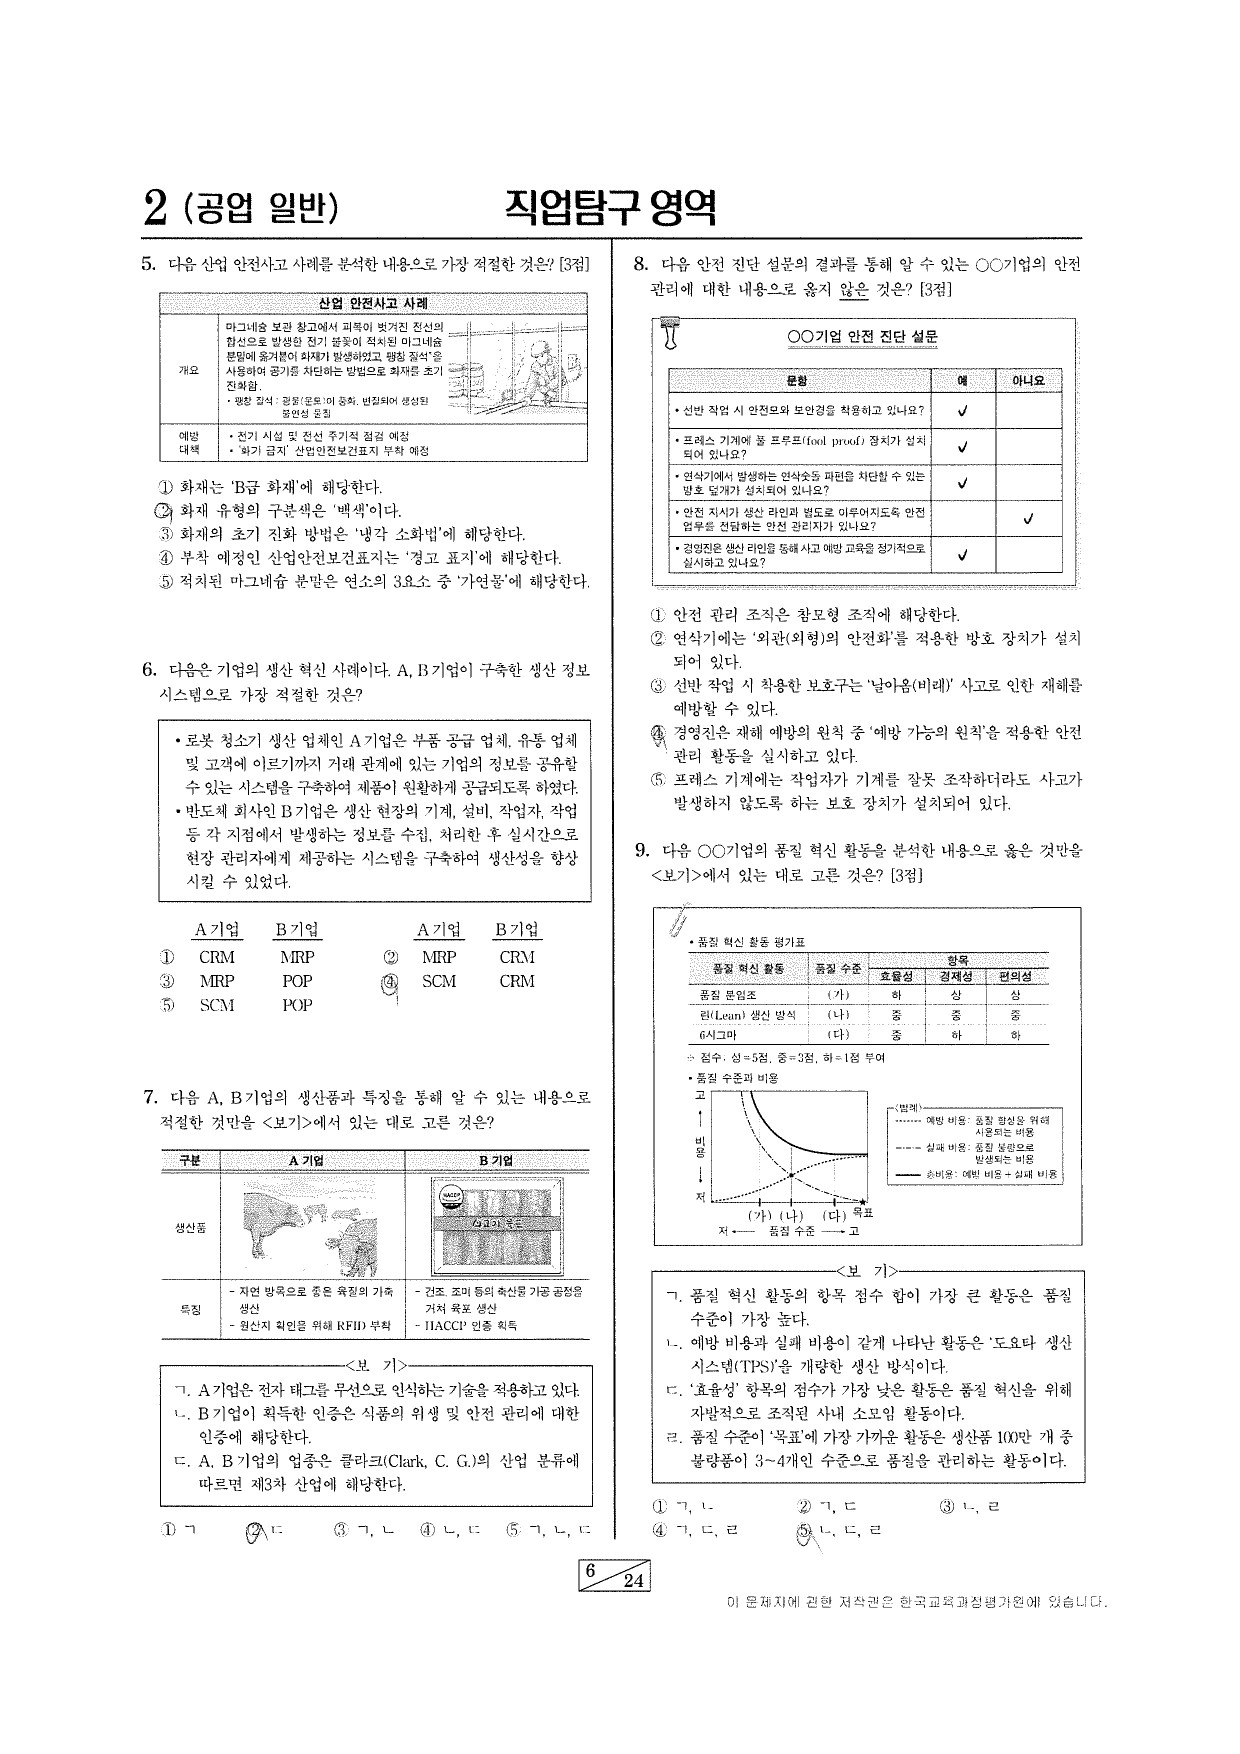 2 (공업 일반)
직업탐구 영역
5. 다음 산업 안전사고 사례를 분석한 내용으로 가장 적절한 것은? [3점]
산업 안전사고 사례
개요
마그네슘 보관 창고에서 피복이 벗겨진 전선의
합선으로 발생한 전기 불꽃이 적치된 마그네슘
분말에 옮겨붙어 화재가 발생하였고, 팽창 질석*을
사용하여 공기를 차단하는 방법으로 화재를 초기
진화함.
* 팽창 질석: 광물(운모)이 풍화, 변질되어 생성된
불연성 물질
예방
대책
• 전기 시설 및 전선 주기적 점검 예정
• '화기 금지' 산업안전보건표지 부착 예정
① 화재는 'B급 화재'에 해당한다.
② 화재 유형의 구분색은 '백색'이다.
③ 화재의 초기 진화 방법은 '냉각 소화법'에 해당한다.
④ 부착 예정인 산업안전보건표지는 '경고 표지'에 해당한다.
⑤ 적치된 마그네슘 분말은 연소의 3요소 중 '가연물'에 해당한다.
6. 다음은 기업의 생산 혁신 사례이다. A, B기업이 구축한 생산 정보
시스템으로 가장 적절한 것은?
• 로봇 청소기 생산 업체인 A기업은 부품 공급 업체, 유통 업체
및 고객에 이르기까지 거래 관계에 있는 기업의 정보를 공유할
수 있는 시스템을 구축하여 제품이 원활하게 공급되도록 하였다.
• 반도체 회사인 B기업은 생산 현장의 기계, 설비, 작업자, 작업
등 각 지점에서 발생하는 정보를 수집, 처리한 후 실시간으로
현장 관리자에게 제공하는 시스템을 구축하여 생산성을 향상
시킬 수 있었다.
A기업 B기업 A기업 B기업
① CRM MRP ② MRP CRM
③ MRP POP ④ SCM CRM
⑤ SCM POP
7. 다음 A, B기업의 생산품과 특징을 통해 알 수 있는 내용으로
적절한 것만을 <보기>에서 있는 대로 고른 것은?
구분 A 기업 B 기업
생산품
HACCP
특징
- 자연 방목으로 좋은 육질의 가축
생산
- 원산지 확인을 위해 RFID 부착
- 건조, 조미 등의 축산물 가공 공정을
거쳐 육포 생산
- HACCP 인증 획득
<보 기>
ㄱ. A기업은 전자 태그를 무선으로 인식하는 기술을 적용하고 있다.
ㄴ. B기업이 획득한 인증은 식품의 위생 및 안전 관리에 대한
인증에 해당한다.
ㄷ. A, B기업의 업종은 클라크(Clark, C. G.)의 산업 분류에
따르면 제3차 산업에 해당한다.
① ㄱ ② ㄷ ③ ㄱ, ㄴ ④ ㄴ, ㄷ ⑤ ㄱ, ㄴ, ㄷ
8. 다음 안전 진단 설문의 결과를 통해 알 수 있는 ○○기업의 안전
관리에 대한 내용으로 옳지 않은 것은? [3점]
○○기업 안전 진단 설문
문항 예 아니요
• 선반 작업 시 안전모와 보안경을 착용하고 있나요? ✓
• 프레스 기계에 풀 프루프(fool proof) 장치가 설치
되어 있나요? ✓
• 연삭기에서 발생하는 연삭숫돌 파편을 차단할 수 있는
방호 덮개가 설치되어 있나요? ✓
• 안전 지시가 생산 라인과 별도로 이루어지도록 안전
업무를 전담하는 안전 관리자가 있나요? ✓
• 경영진은 생산 라인을 통해 사고 예방 교육을 정기적으로
실시하고 있나요? ✓
① 안전 관리 조직은 참모형 조직에 해당한다.
② 연삭기에는 '외관(외형)의 안전화'를 적용한 방호 장치가 설치
되어 있다.
③ 선반 작업 시 착용한 보호구는 '날아옴(비래)' 사고로 인한 재해를
예방할 수 있다.
④ 경영진은 재해 예방의 원칙 중 '예방 가능의 원칙'을 적용한 안전
관리 활동을 실시하고 있다.
⑤ 프레스 기계에는 작업자가 기계를 잘못 조작하더라도 사고가
발생하지 않도록 하는 보호 장치가 설치되어 있다.
9. 다음 ○○기업의 품질 혁신 활동을 분석한 내용으로 옳은 것만을
<보기>에서 있는 대로 고른 것은? [3점]
• 품질 혁신 활동 평가표
품질 혁신 활동 품질 수준 항목
효율성 경제성 편의성
품질 분임조 (가) 하 상 상
린(Lean) 생산 방식 (나) 중 중 중
6시그마 (다) 중 하 하
※ 점수: 상=5점, 중=3점, 하=1점 부여
• 품질 수준과 비용
고
비용
저
(가) (나) (다) 목표
저 품질 수준 고
<범례>
예방 비용: 품질 향상을 위해
사용되는 비용
실패 비용: 품질 불량으로
발생되는 비용
총비용: 예방 비용 + 실패 비용
<보 기>
ㄱ. 품질 혁신 활동의 항목 점수 합이 가장 큰 활동은 품질
수준이 가장 높다.
ㄴ. 예방 비용과 실패 비용이 같게 나타난 활동은 '도요타 생산
시스템(TPS)'을 개량한 생산 방식이다.
ㄷ. '효율성' 항목의 점수가 가장 낮은 활동은 품질 혁신을 위해
자발적으로 조직된 사내 소모임 활동이다.
ㄹ. 품질 수준이 '목표'에 가장 가까운 활동은 생산품 100만 개 중
불량품이 3~4개인 수준으로 품질을 관리하는 활동이다.
① ㄱ, ㄴ ② ㄱ, ㄷ ③ ㄴ, ㄹ
④ ㄱ, ㄷ, ㄹ ⑤ ㄴ, ㄷ, ㄹ
6
24
이 문제지에 관한 저작권은 한국교육과정평가원에 있습니다.